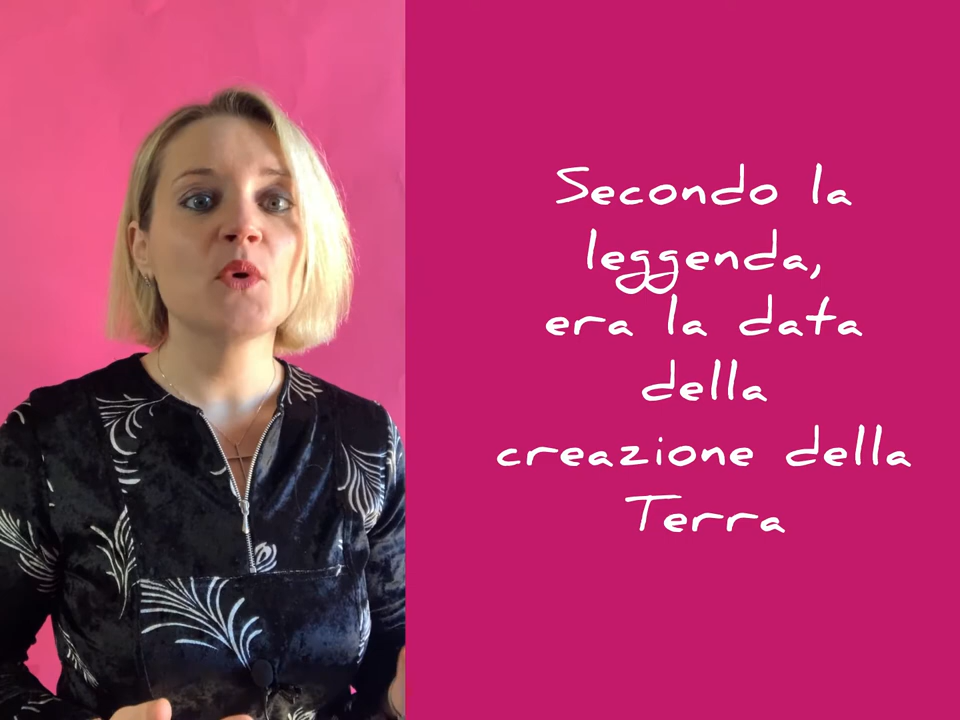 Secondo la
leggenda,
era la data
della
creazione della
Terra